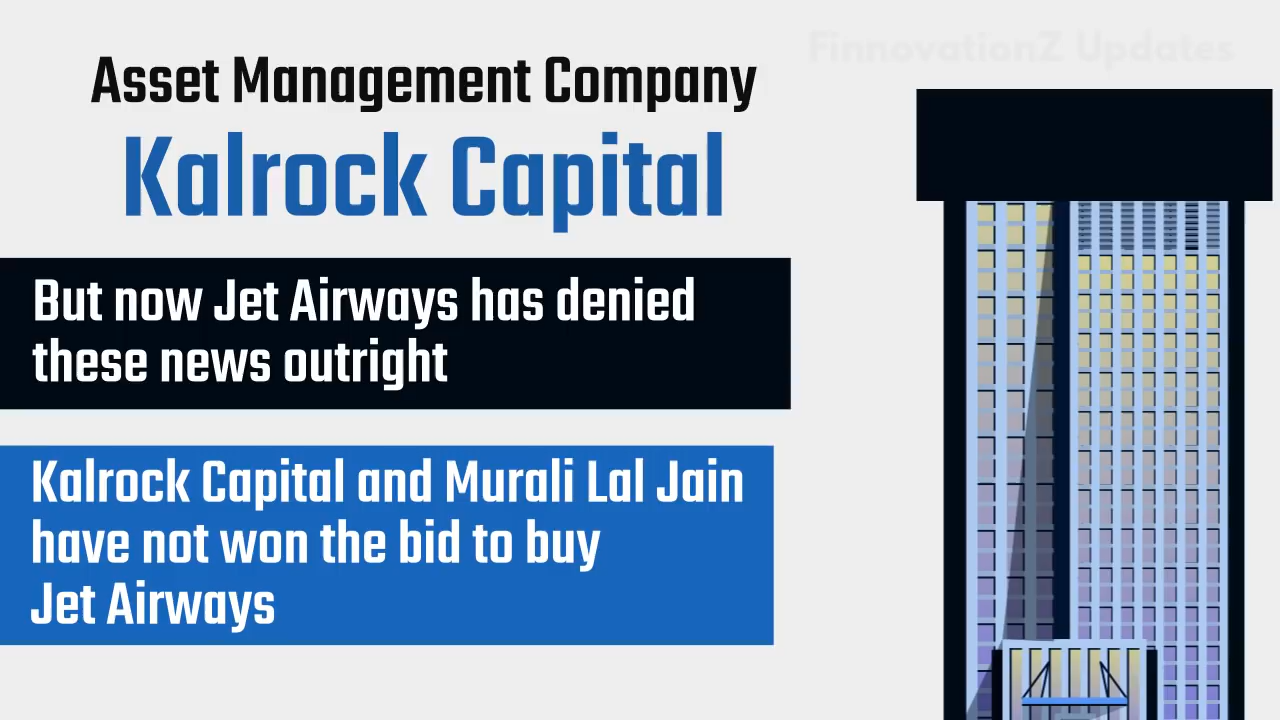 FinnovationZ Updates
Asset Management Company
Kalrock Capital
But now Jet Airways has denied
these news outright
Kalrock Capital and Murali Lal Jain
have not won the bid to buy
Jet Airways